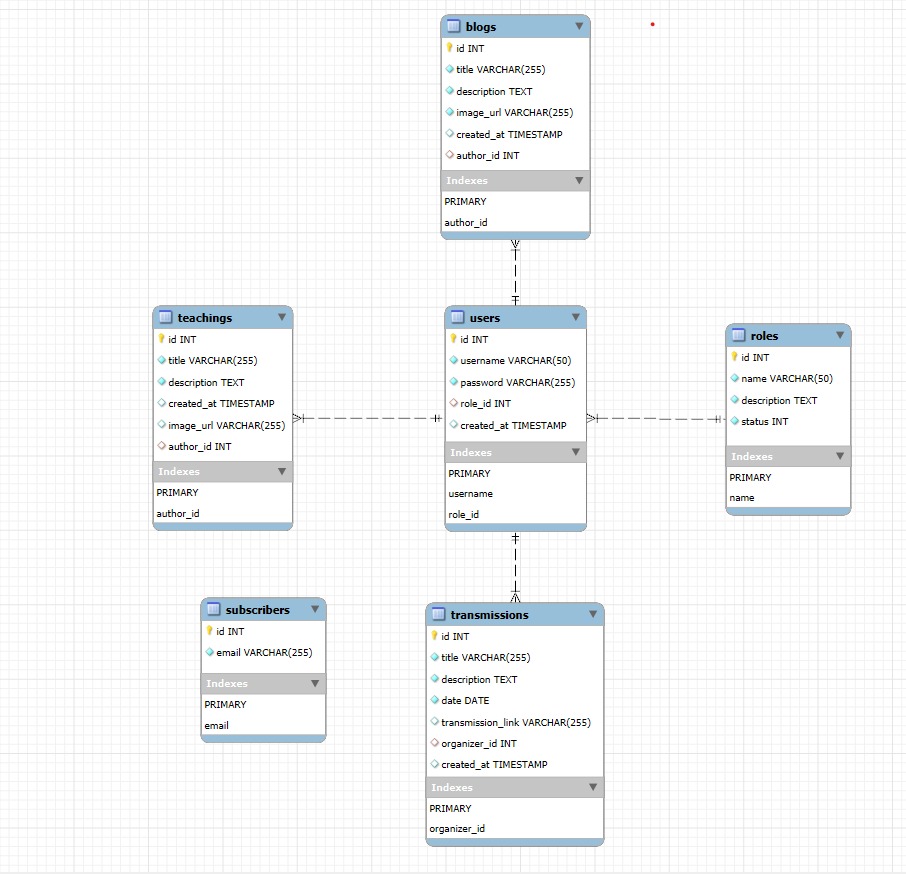 blogs
id INT
title VARCHAR(255)
description TEXT
image_url VARCHAR(255)
created_at TIMESTAMP
author_id INT
Indexes
PRIMARY
author_id
teachings
id INT
title VARCHAR(255)
description TEXT
created_at TIMESTAMP
image_url VARCHAR(255)
author_id INT
Indexes
PRIMARY
author_id
users
id INT
username VARCHAR(50)
password VARCHAR(255)
role_id INT
created_at TIMESTAMP
Indexes
PRIMARY
username
role_id
roles
id INT
name VARCHAR(50)
description TEXT
status INT
Indexes
PRIMARY
name
subscribers
id INT
email VARCHAR(255)
Indexes
PRIMARY
email
transmissions
id INT
title VARCHAR(255)
description TEXT
date DATE
transmission_link VARCHAR(255)
organizer_id INT
created_at TIMESTAMP
Indexes
PRIMARY
organizer_id